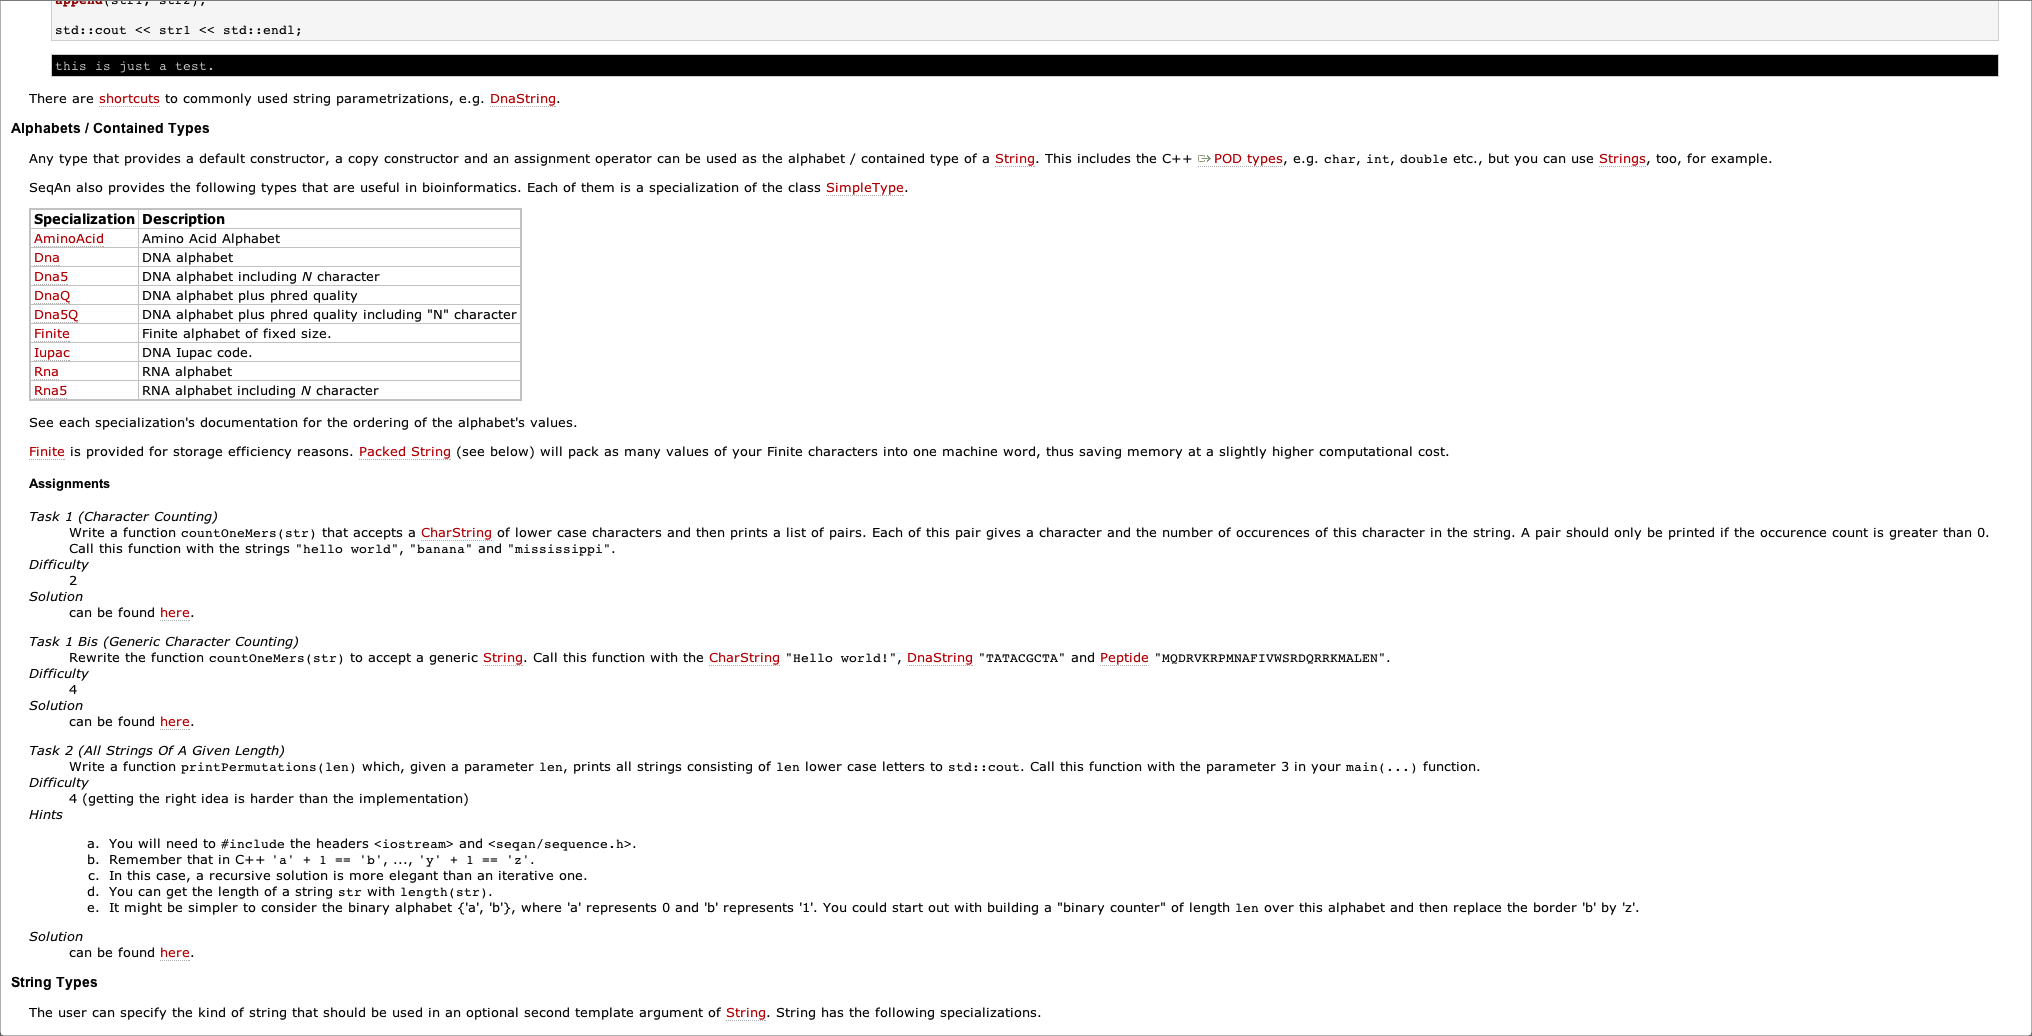 append(str1, str2);
std::cout << str1 << std::endl;
this is just a test.
There are shortcuts to commonly used string parametrizations, e.g. DnaString.
Alphabets / Contained Types
Any type that provides a default constructor, a copy constructor and an assignment operator can be used as the alphabet / contained type of a String. This includes the C++ POD types, e.g. char, int, double etc., but you can use Strings, too, for example.
SeqAn also provides the following types that are useful in bioinformatics. Each of them is a specialization of the class SimpleType.
Specialization Description
AminoAcid Amino Acid Alphabet
Dna DNA alphabet
Dna5 DNA alphabet including N character
DnaQ DNA alphabet plus phred quality
Dna5Q DNA alphabet plus phred quality including "N" character
Finite Finite alphabet of fixed size.
Iupac DNA Iupac code.
Rna RNA alphabet
Rna5 RNA alphabet including N character
See each specialization's documentation for the ordering of the alphabet's values.
Finite is provided for storage efficiency reasons. Packed String (see below) will pack as many values of your Finite characters into one machine word, thus saving memory at a slightly higher computational cost.
Assignments
Task 1 (Character Counting)
Write a function countOneMers(str) that accepts a CharString of lower case characters and then prints a list of pairs. Each of this pair gives a character and the number of occurences of this character in the string. A pair should only be printed if the occurence count is greater than 0.
Call this function with the strings "hello world", "banana" and "mississippi".
Difficulty
2
Solution
can be found here.
Task 1 Bis (Generic Character Counting)
Rewrite the function countOneMers(str) to accept a generic String. Call this function with the CharString "Hello world!", DnaString "TATACGCTA" and Peptide "MQDRVKRPMNAFIVWSRDQRRKMALEN".
Difficulty
4
Solution
can be found here.
Task 2 (All Strings Of A Given Length)
Write a function printPermutations(len) which, given a parameter len, prints all strings consisting of len lower case letters to std::cout. Call this function with the parameter 3 in your main(...) function.
Difficulty
4 (getting the right idea is harder than the implementation)
Hints
a. You will need to #include the headers <iostream> and <seqan/sequence.h>.
b. Remember that in C++ 'a' + 1 == 'b', ..., 'y' + 1 == 'z'.
c. In this case, a recursive solution is more elegant than an iterative one.
d. You can get the length of a string str with length(str).
e. It might be simpler to consider the binary alphabet {'a', 'b'}, where 'a' represents 0 and 'b' represents '1'. You could start out with building a "binary counter" of length len over this alphabet and then replace the border 'b' by 'z'.
Solution
can be found here.
String Types
The user can specify the kind of string that should be used in an optional second template argument of String. String has the following specializations.